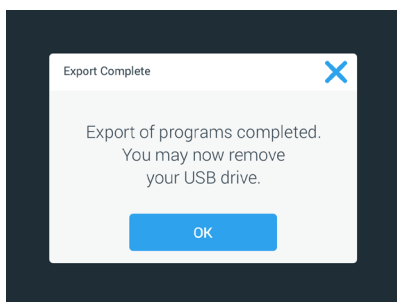 Export Complete
Export of programs completed.
You may now remove
your USB drive.
OK